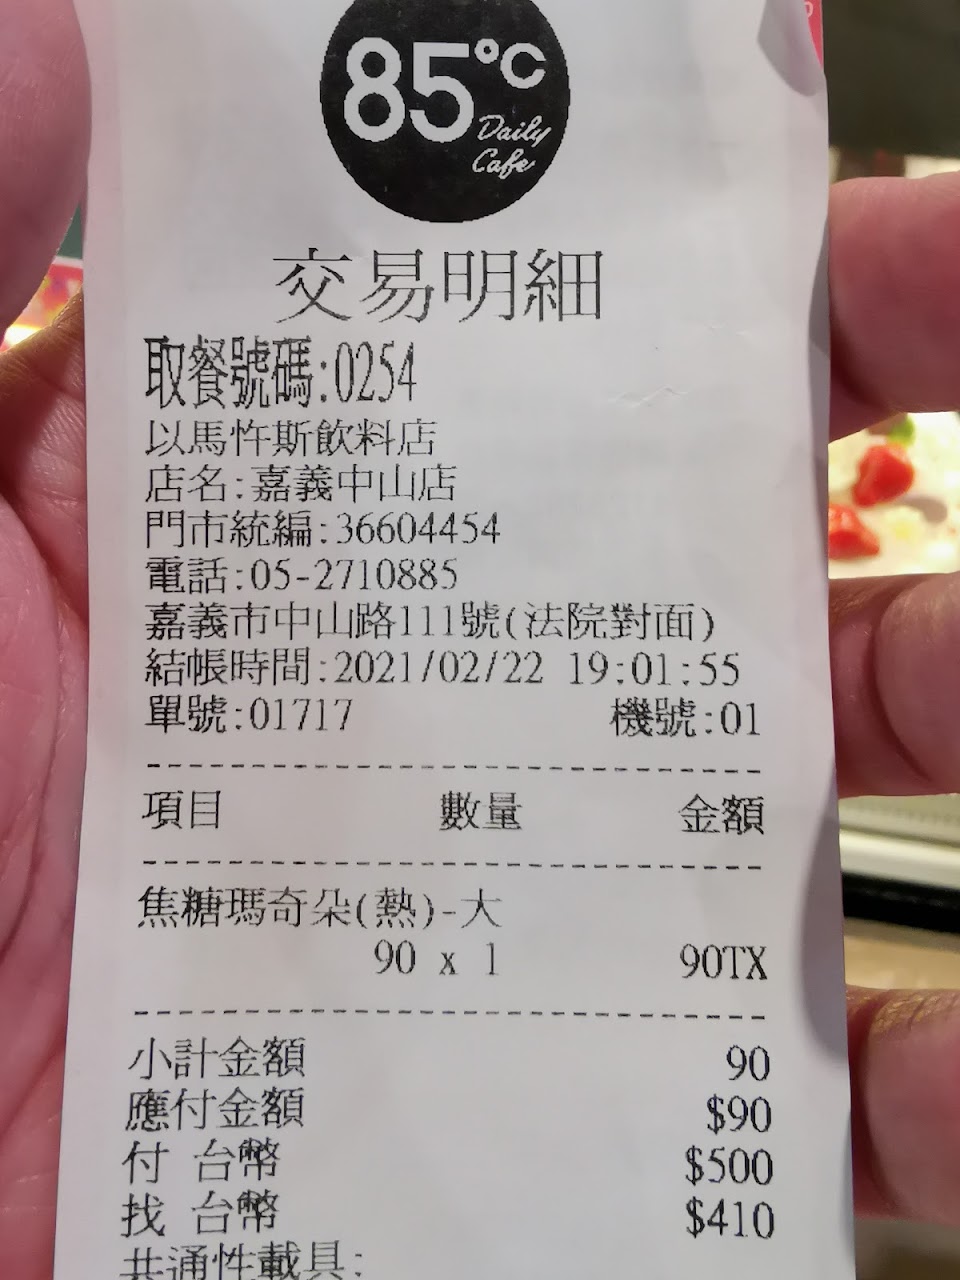 85°C
Daily
Cafe
交易明細
取餐號碼:0254
以馬忤斯飲料店
店名:嘉義中山店
門市統編:36604454
電話:05-2710885
嘉義市中山路111號(法院對面)
結帳時間:2021/02/22 19:01:55
單號:01717 機號:01
項目 數量 金額
焦糖瑪奇朵(熱)-大
90 x 1 90TX
小計金額 90
應付金額 $90
付 台幣 $500
找 台幣 $410
共通性載具: